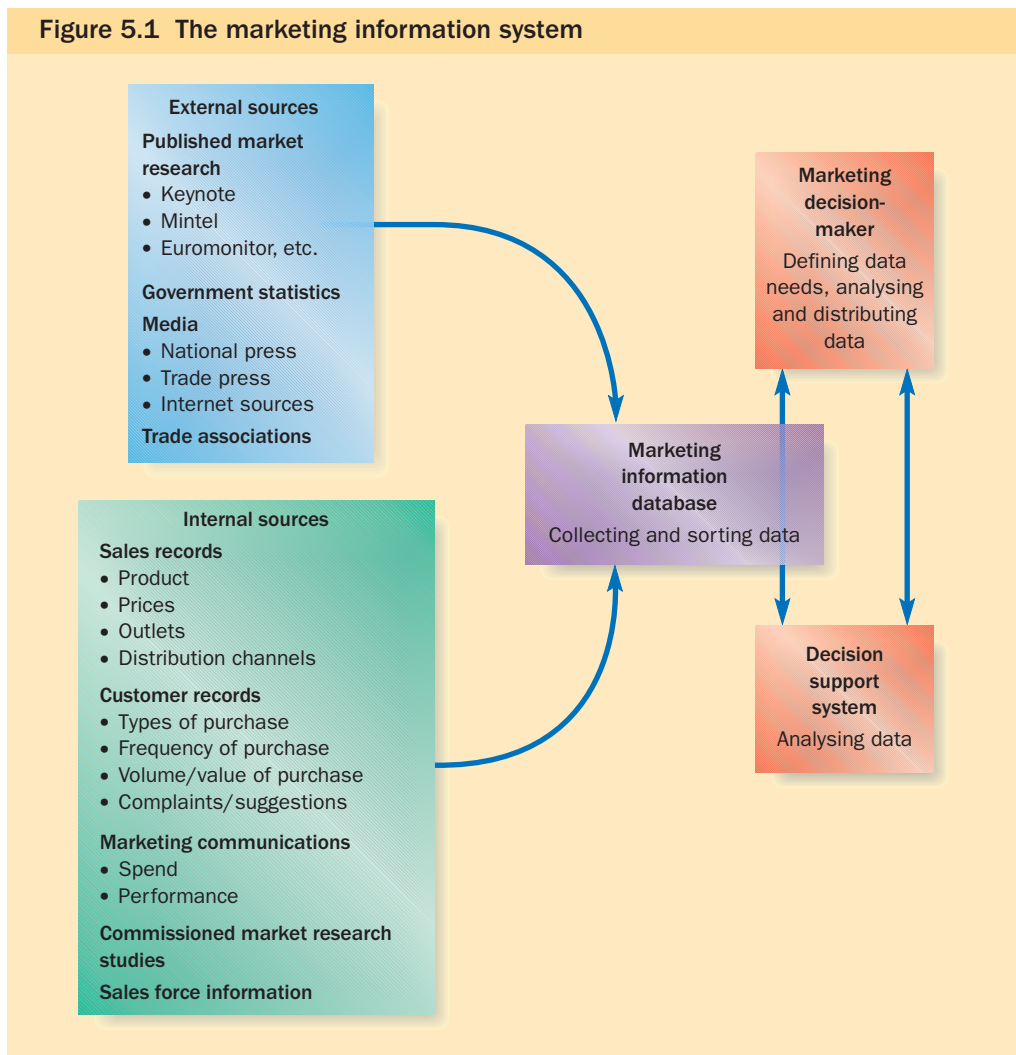 Figure 5.1 The marketing information system
External sources
Published market
research
• Keynote
• Mintel
• Euromonitor, etc.
Government statistics
Media
• National press
• Trade press
• Internet sources
Trade associations
Internal sources
Sales records
• Product
• Prices
• Outlets
• Distribution channels
Customer records
• Types of purchase
• Frequency of purchase
• Volume/value of purchase
• Complaints/suggestions
Marketing communications
• Spend
• Performance
Commissioned market research
studies
Sales force information
Marketing
information
database
Collecting and sorting data
Marketing
decision-
maker
Defining data
needs, analysing
and distributing
data
Decision
support
system
Analysing data